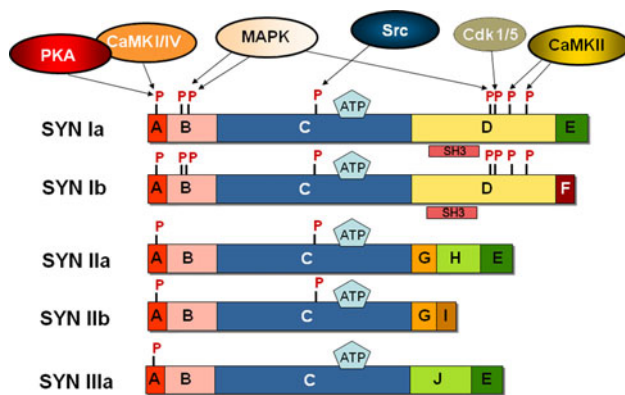 PKA CaMKI/IV MAPK Src Cdk1/5 CaMKII
P P P P P P P P
ATP
SYN Ia A B C D E
SH3
P P P P P P P P
ATP
SYN Ib A B C D F
SH3
P P
ATP
SYN IIa A B C G H E
P P
ATP
SYN IIb A B C G I
P
ATP
SYN IIIa A B C J E